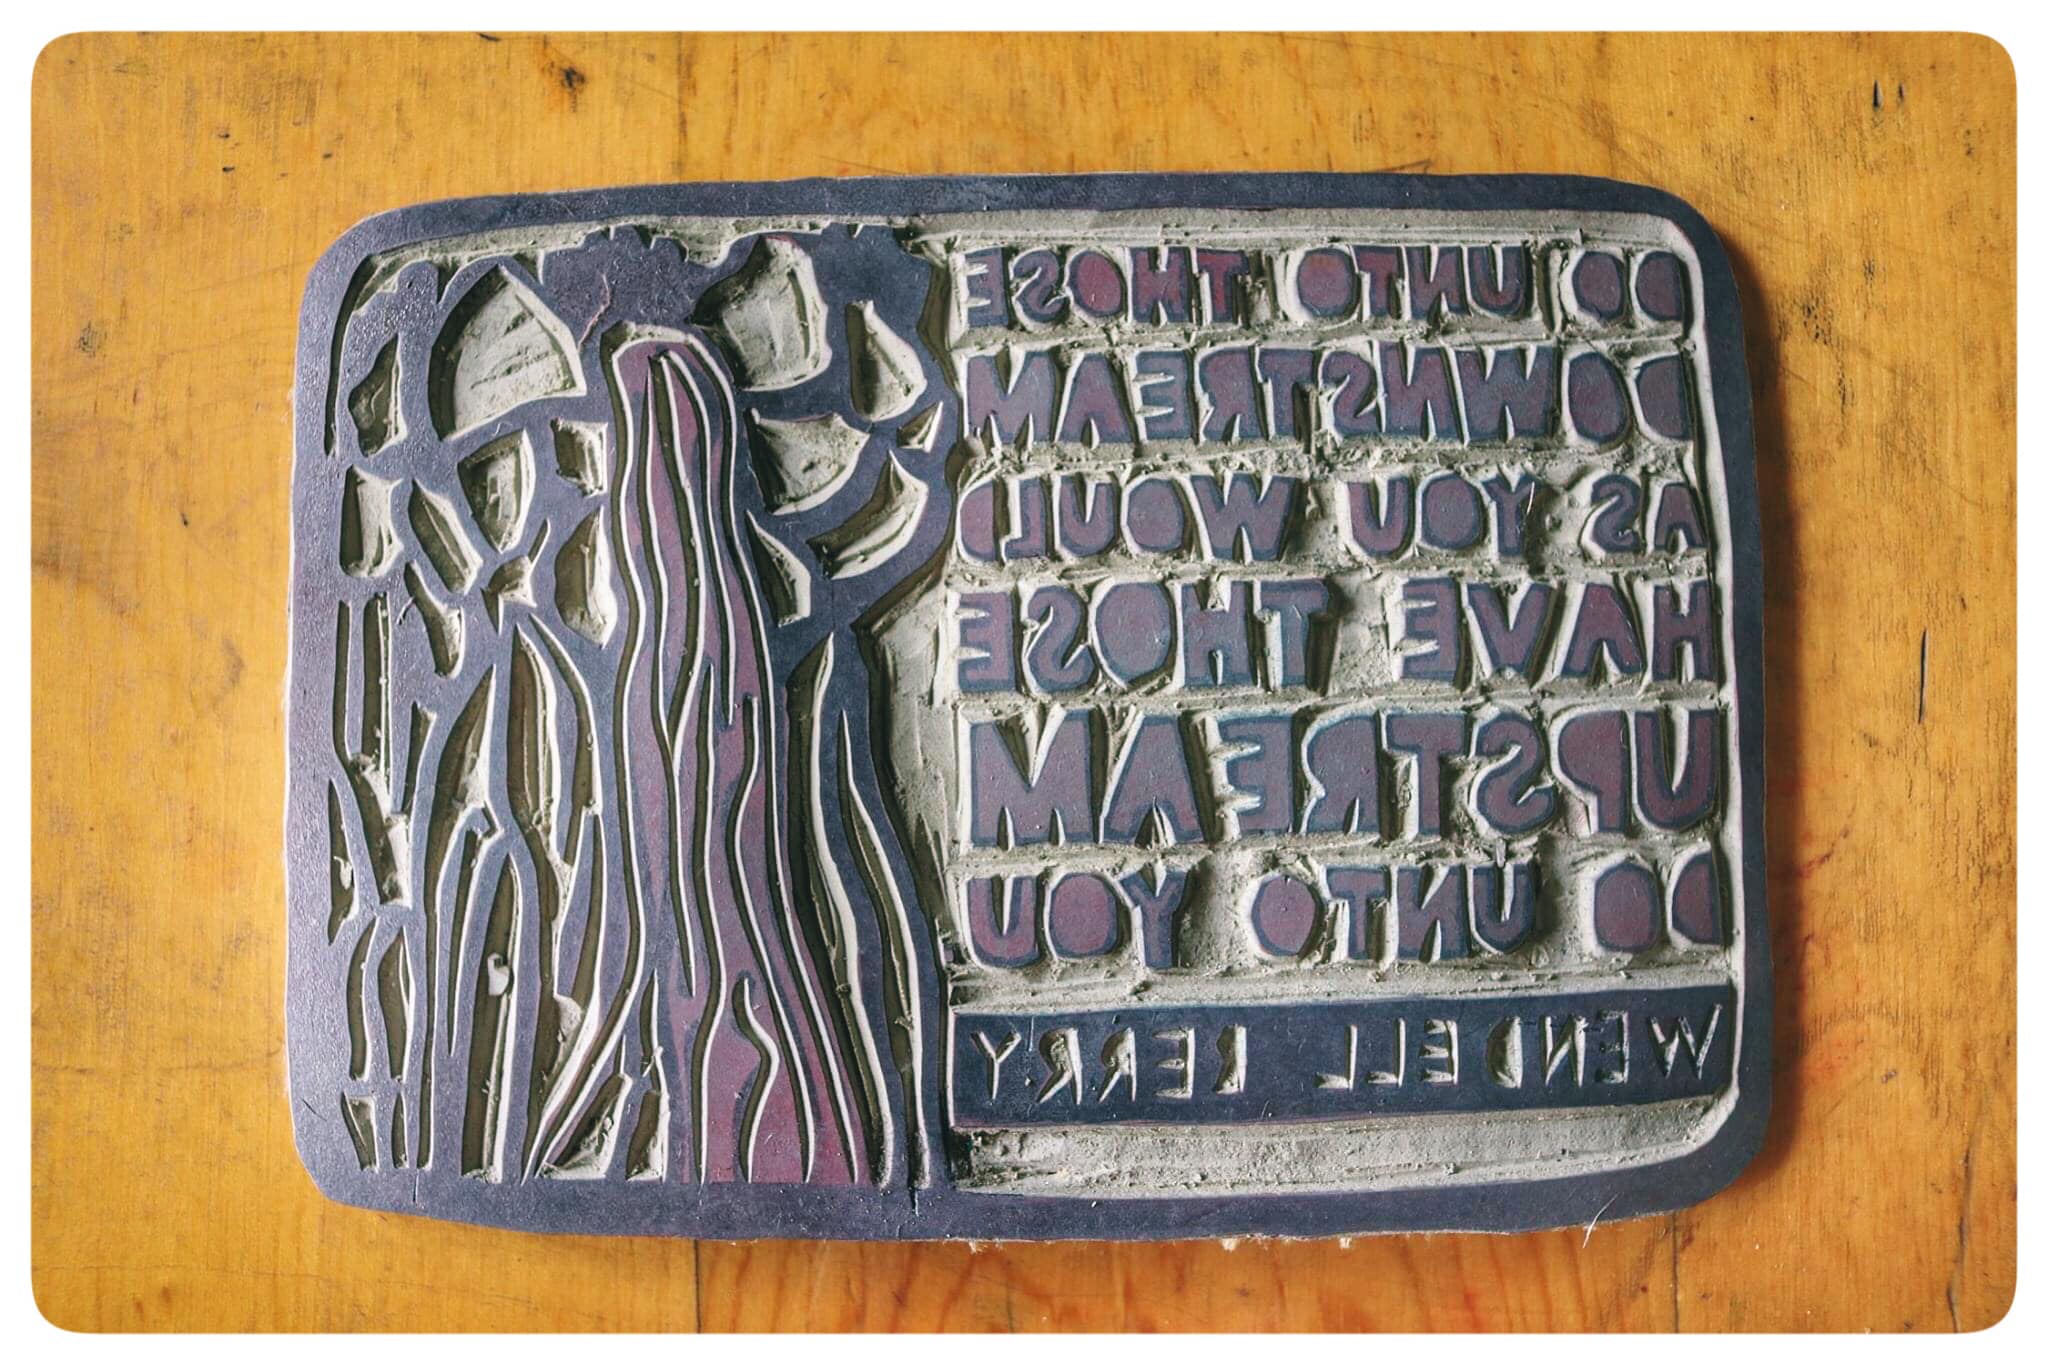 DO UNTO THOSE
DOWNSTREAM
AS YOU WOULD
HAVE THOSE
UPSTREAM
DO UNTO YOU
WENDELL BERRY